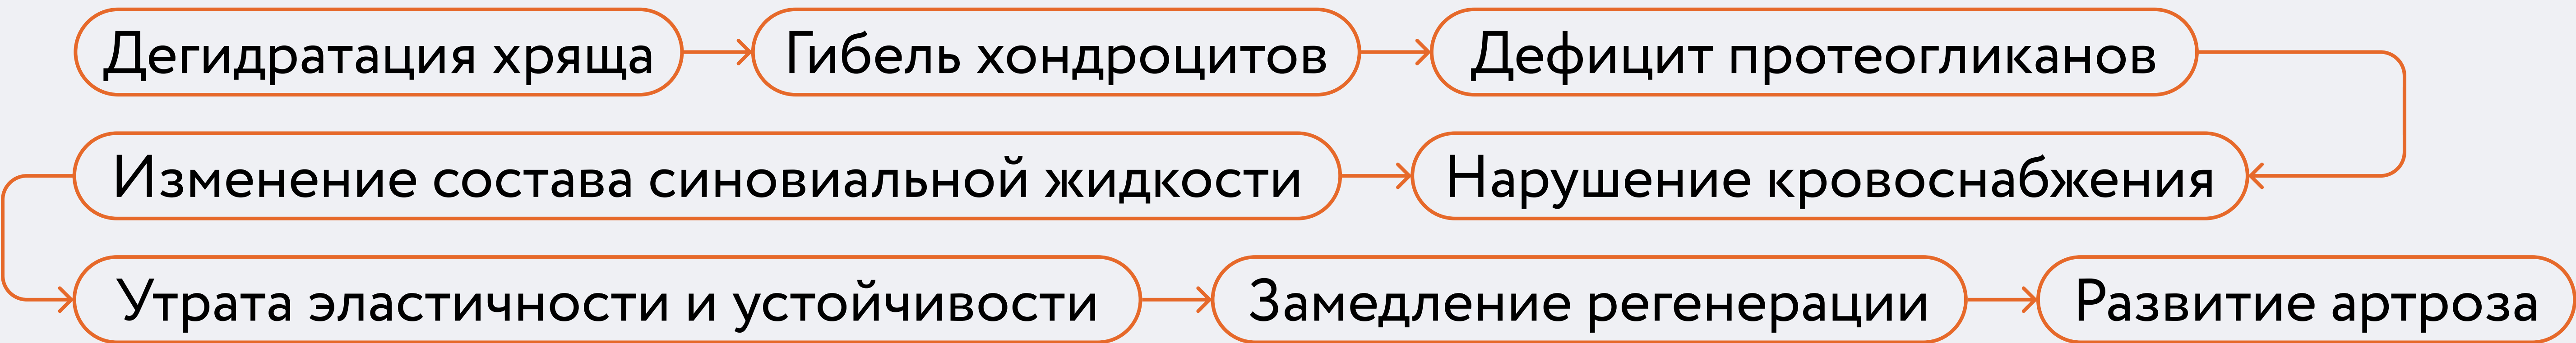 Дегидратация хряща Гибель хондроцитов Дефицит протеогликанов
Изменение состава синовиальной жидкости Нарушение кровоснабжения
Утрата эластичности и устойчивости Замедление регенерации Развитие артроза